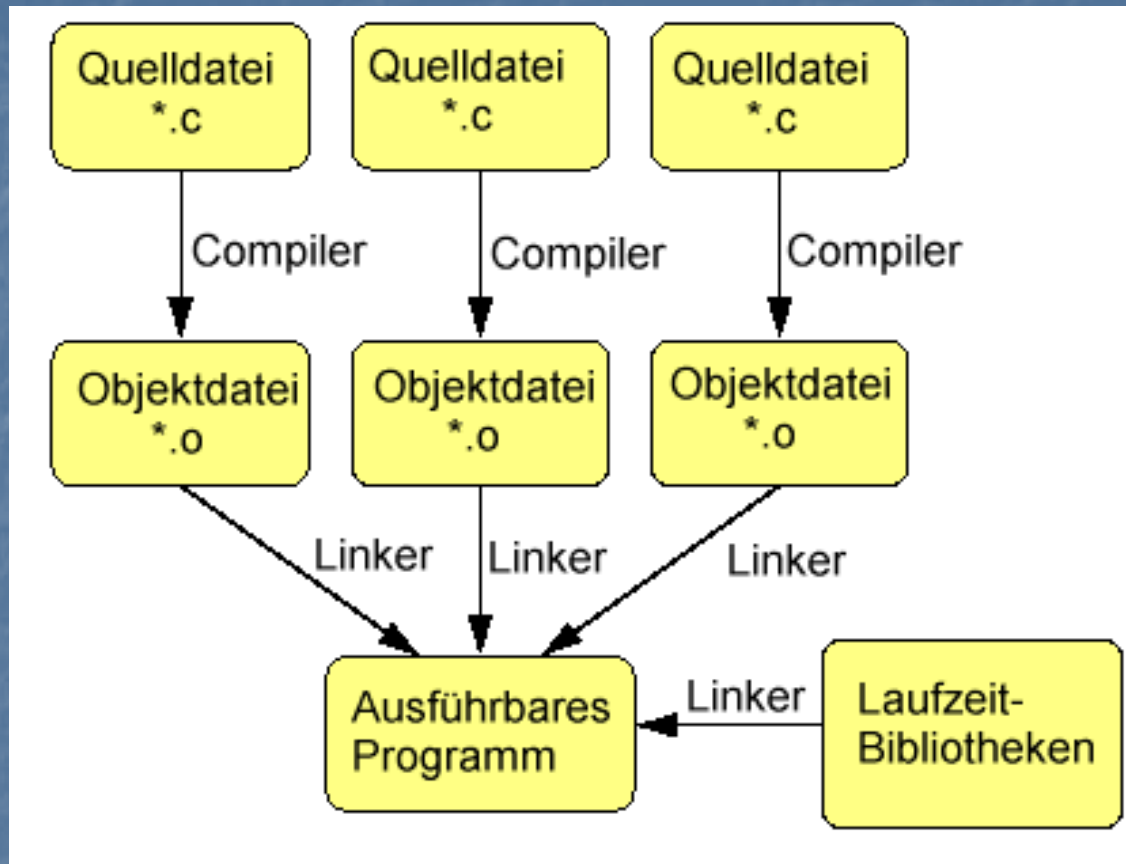 Quelldatei
*.c
Quelldatei
*.c
Quelldatei
*.c
Compiler
Compiler
Compiler
Objektdatei
*.o
Objektdatei
*.o
Objektdatei
*.o
Linker
Linker
Linker
Ausführbares
Programm
Linker
Laufzeit-
Bibliotheken